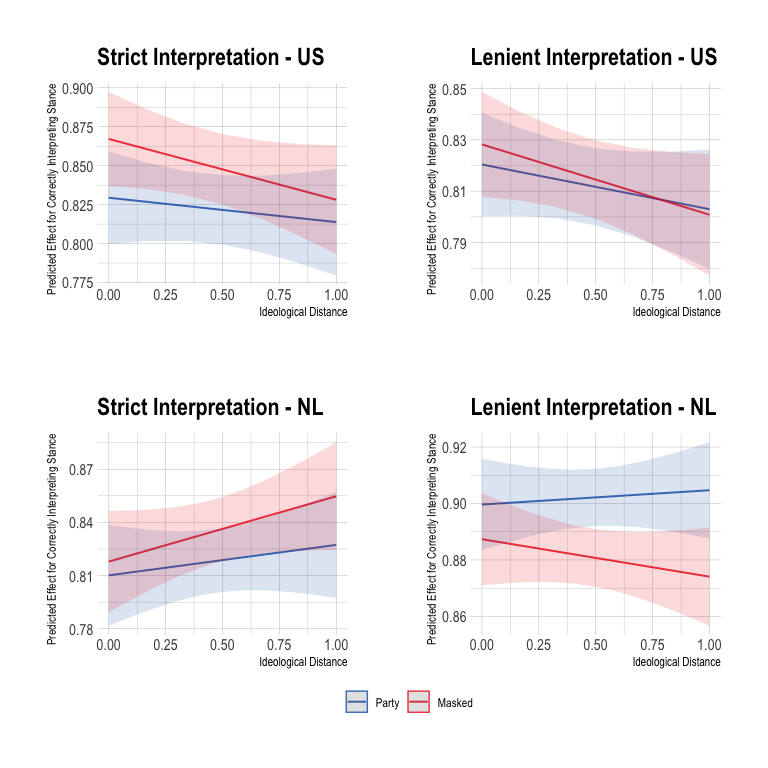 Strict Interpretation - US
Predicted Effect for Correctly Interpreting Stance
0.900
0.875
0.850
0.825
0.800
0.775
0.00 0.25 0.50 0.75 1.00
Ideological Distance
Lenient Interpretation - US
Predicted Effect for Correctly Interpreting Stance
0.85
0.83
0.81
0.79
0.00 0.25 0.50 0.75 1.00
Ideological Distance
Strict Interpretation - NL
Predicted Effect for Correctly Interpreting Stance
0.87
0.84
0.81
0.78
0.00 0.25 0.50 0.75 1.00
Ideological Distance
Lenient Interpretation - NL
Predicted Effect for Correctly Interpreting Stance
0.92
0.90
0.88
0.86
0.00 0.25 0.50 0.75 1.00
Ideological Distance
Party Masked